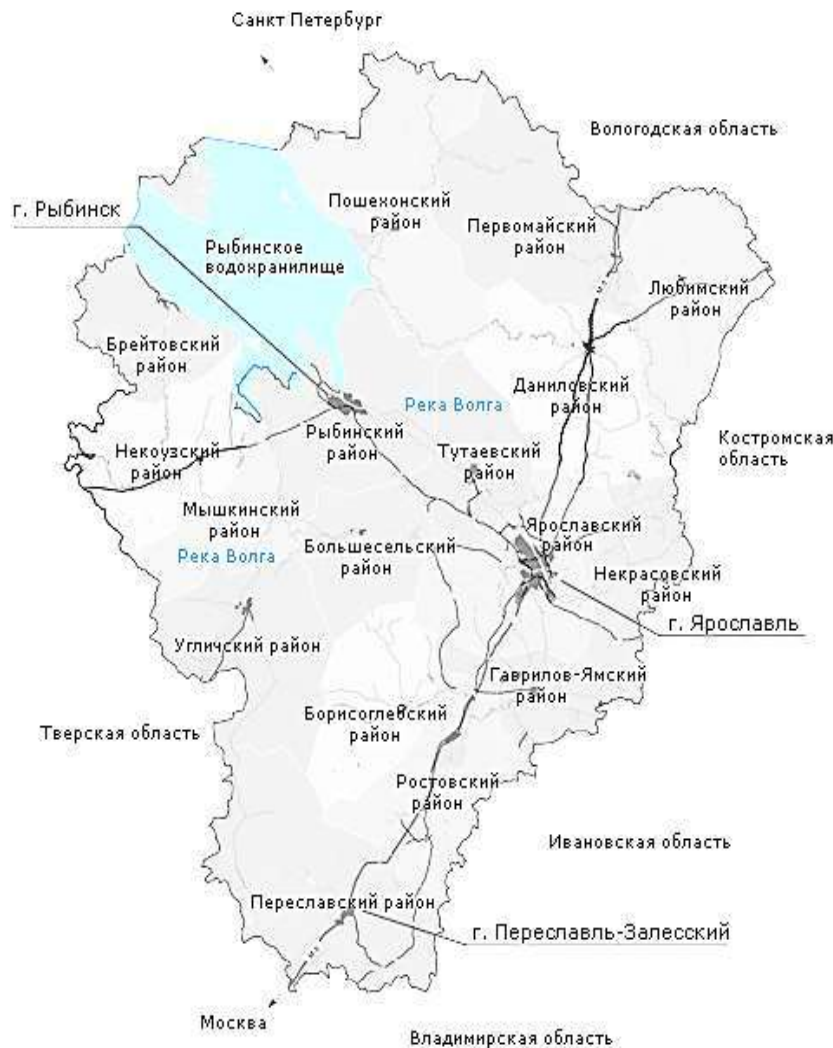 Санкт Петербург
Вологодская область
г. Рыбинск
Пошехонский
район
Первомайский
район
Рыбинское
водохранилище
Любимский
район
Брейтовский
район
Даниловский
район
Река Волга
Рыбинский
район
Костромская
область
Некоузский
район
Тутаевский
район
Мышкинский
район
Река Волга
Большесельский
район
Ярославский
район
Некрасовский
район
г. Ярославль
Угличский район
Гаврилов-Ямский
район
Борисоглебский
район
Тверская область
Ростовский
район
Ивановская область
Переславский район
г. Переславль-Залесский
Москва
Владимирская область